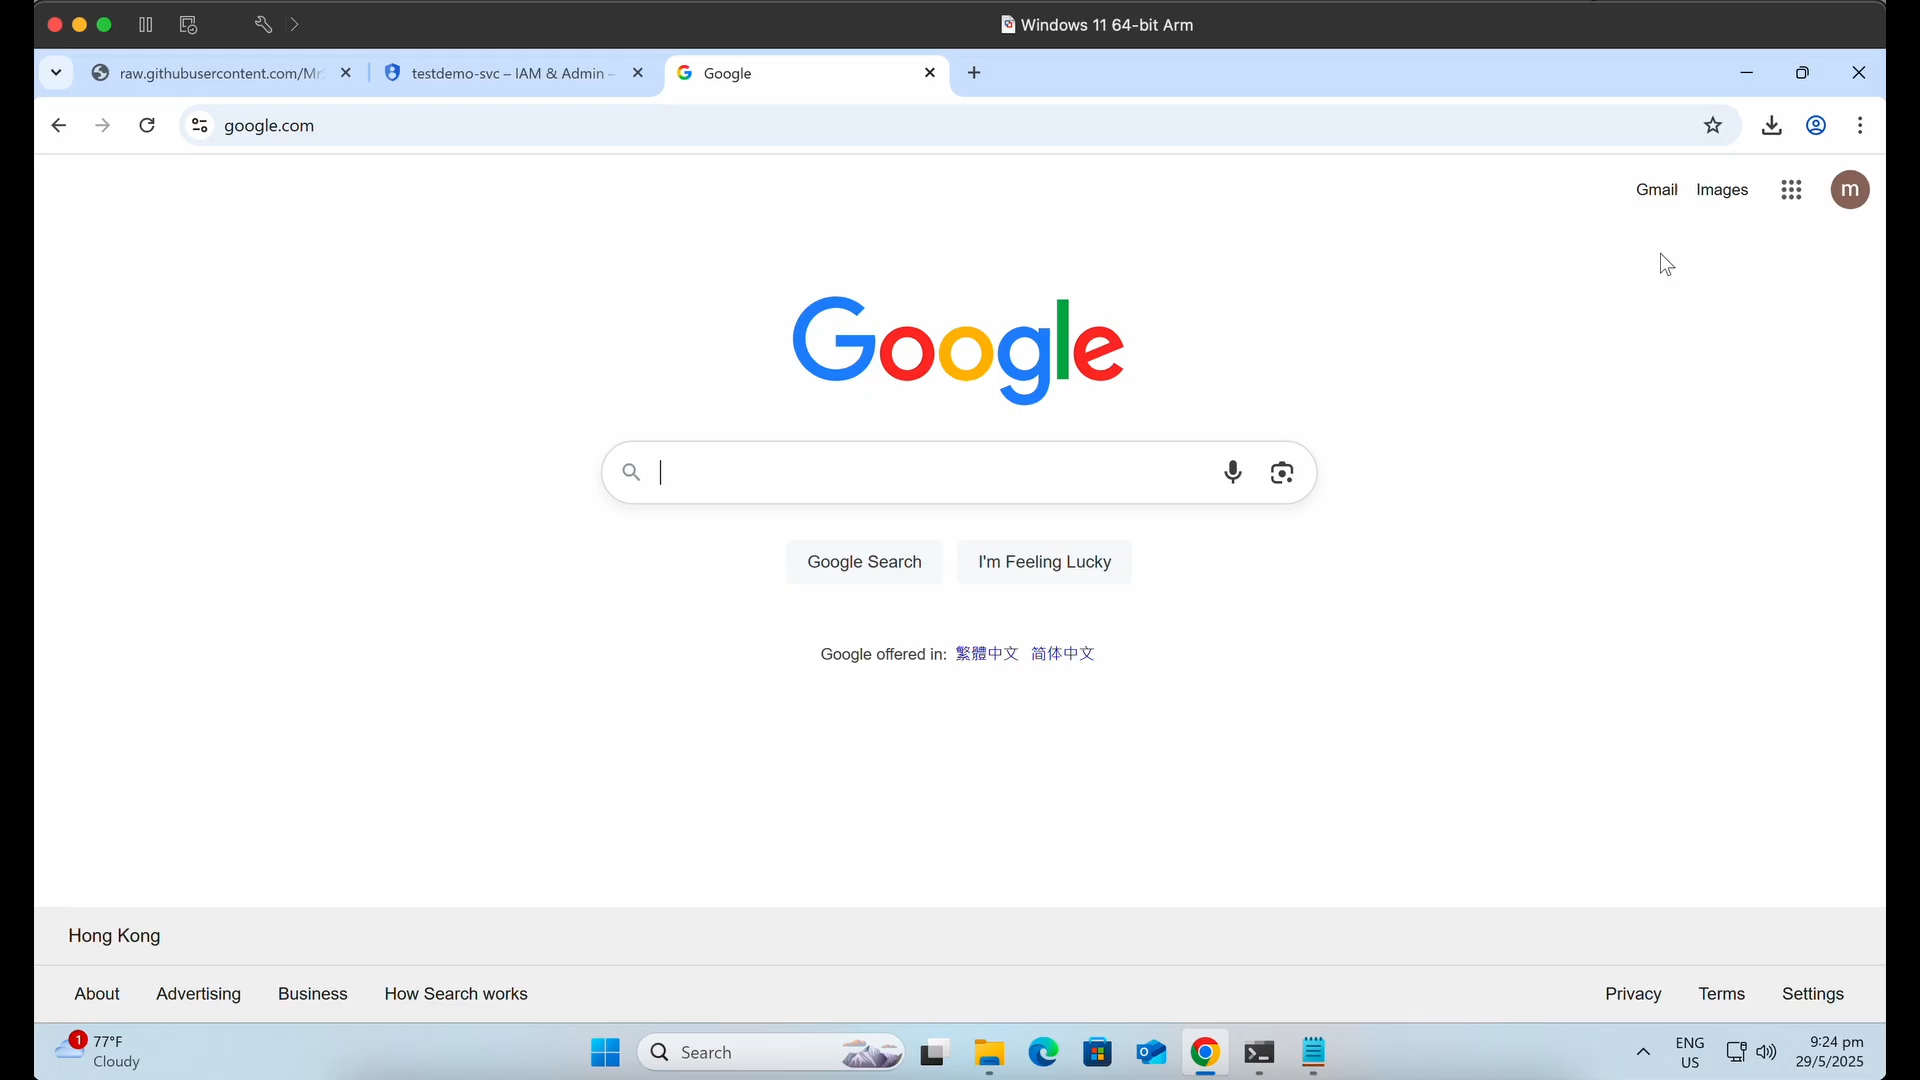 Windows 11 64-bit Arm
raw.githubusercontent.com/Mr
testdemo-svc – IAM & Admin –
Google
google.com
Gmail
Images
m
Google
Google Search
I'm Feeling Lucky
Google offered in: 繁體中文 简体中文
Hong Kong
About
Advertising
Business
How Search works
Privacy
Terms
Settings
1
77°F
Cloudy
Search
ENG
US
9:24 pm
29/5/2025